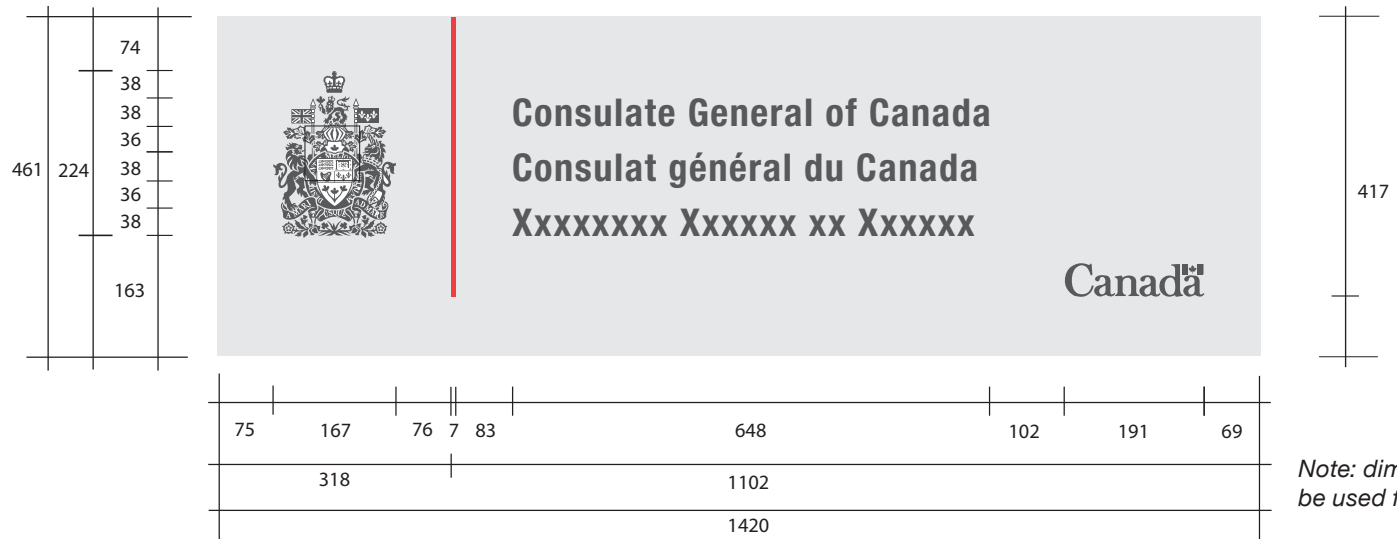 74
38
38
36
461 224 38
36
38
163
Consulate General of Canada
Consulat général du Canada
Xxxxxxxx Xxxxxx xx Xxxxxx
Canada
417
75 167 76 7 83 648 102 191 69
318 1102
1420
Note: dim
be used f